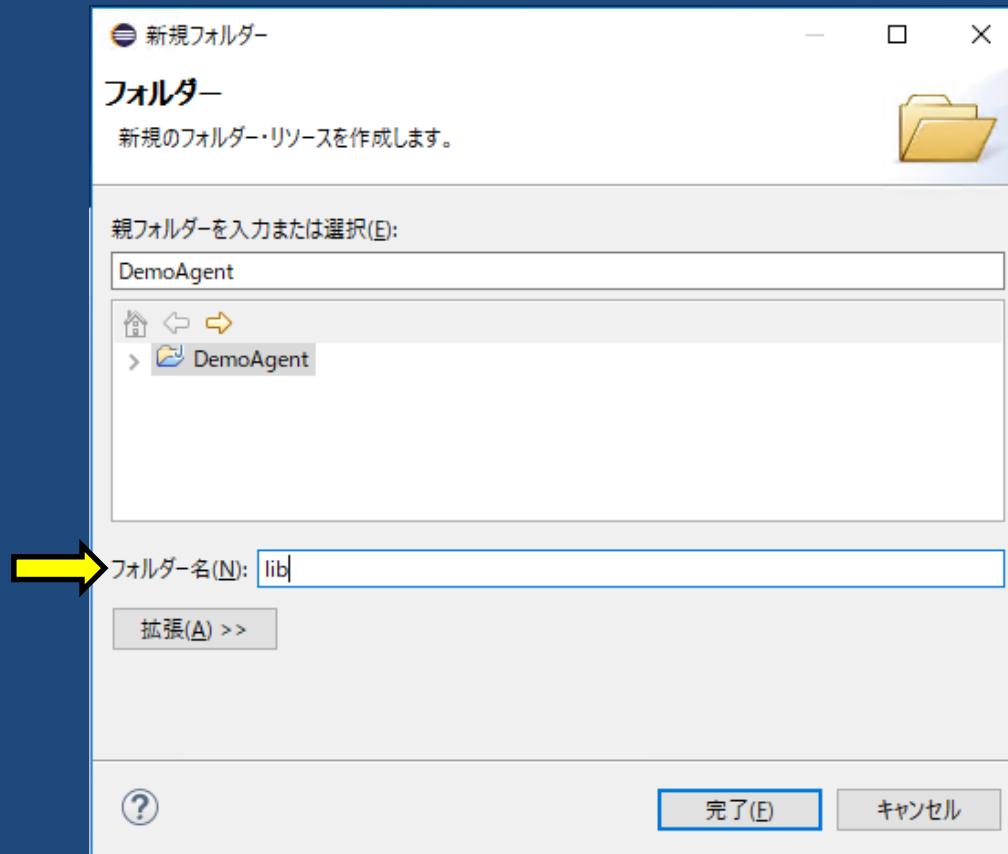 新規フォルダー
フォルダー
新規のフォルダー・リソースを作成します。
親フォルダーを入力または選択(E):
DemoAgent
DemoAgent
フォルダー名(N): lib
拡張(A) >>
完了(F) キャンセル